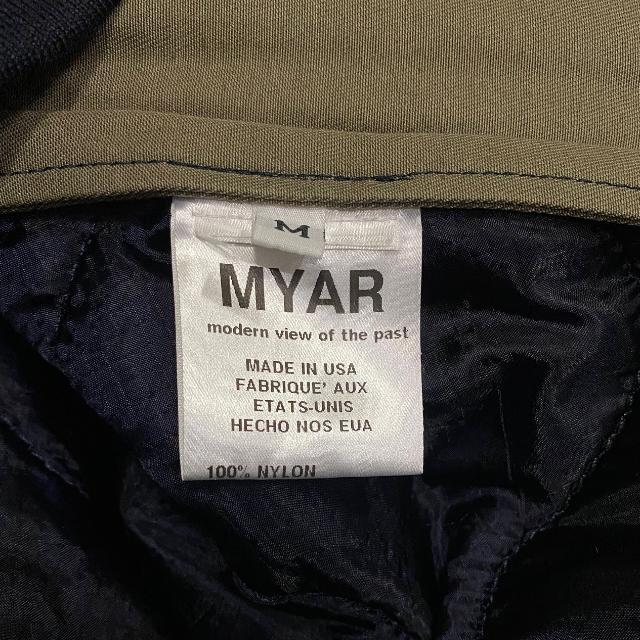 M
MYAR
modern view of the past
MADE IN USA
FABRIQUE' AUX
ETATS-UNIS
HECHO NOS EUA
100% NYLON